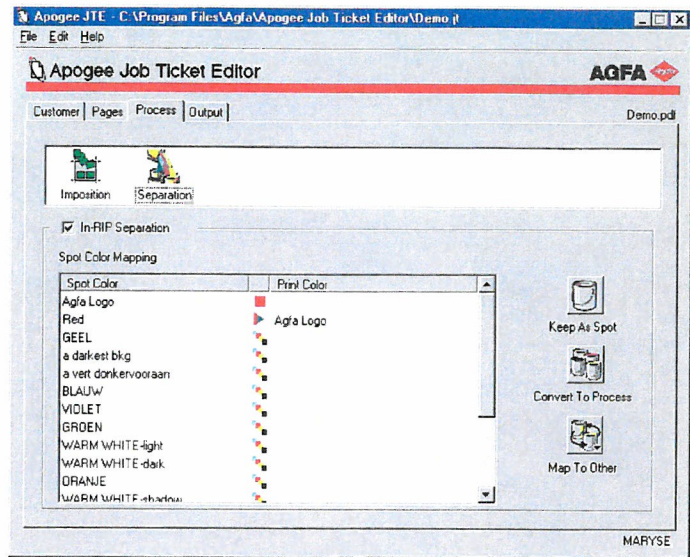 Apogee JTE - C:\Program Files\Agfa\Apogee Job Ticket Editor\Demo.jt
File Edit Help
Apogee Job Ticket Editor
AGFA
Customer Pages Process Output
Demo.pdf
Imposition Separation
In-RIP Separation
Spot Color Mapping
Spot Color Print Color
Agfa Logo
Red Agfa Logo
GEEL
a darkest bkg
a vert donkervooraan
BLAUW
VIOLET
GROEN
WARM WHITE-light
WARM WHITE-dark
ORANJE
WARM WHITE-shadow
Keep As Spot
Convert To Process
Map To Other
MARYSE